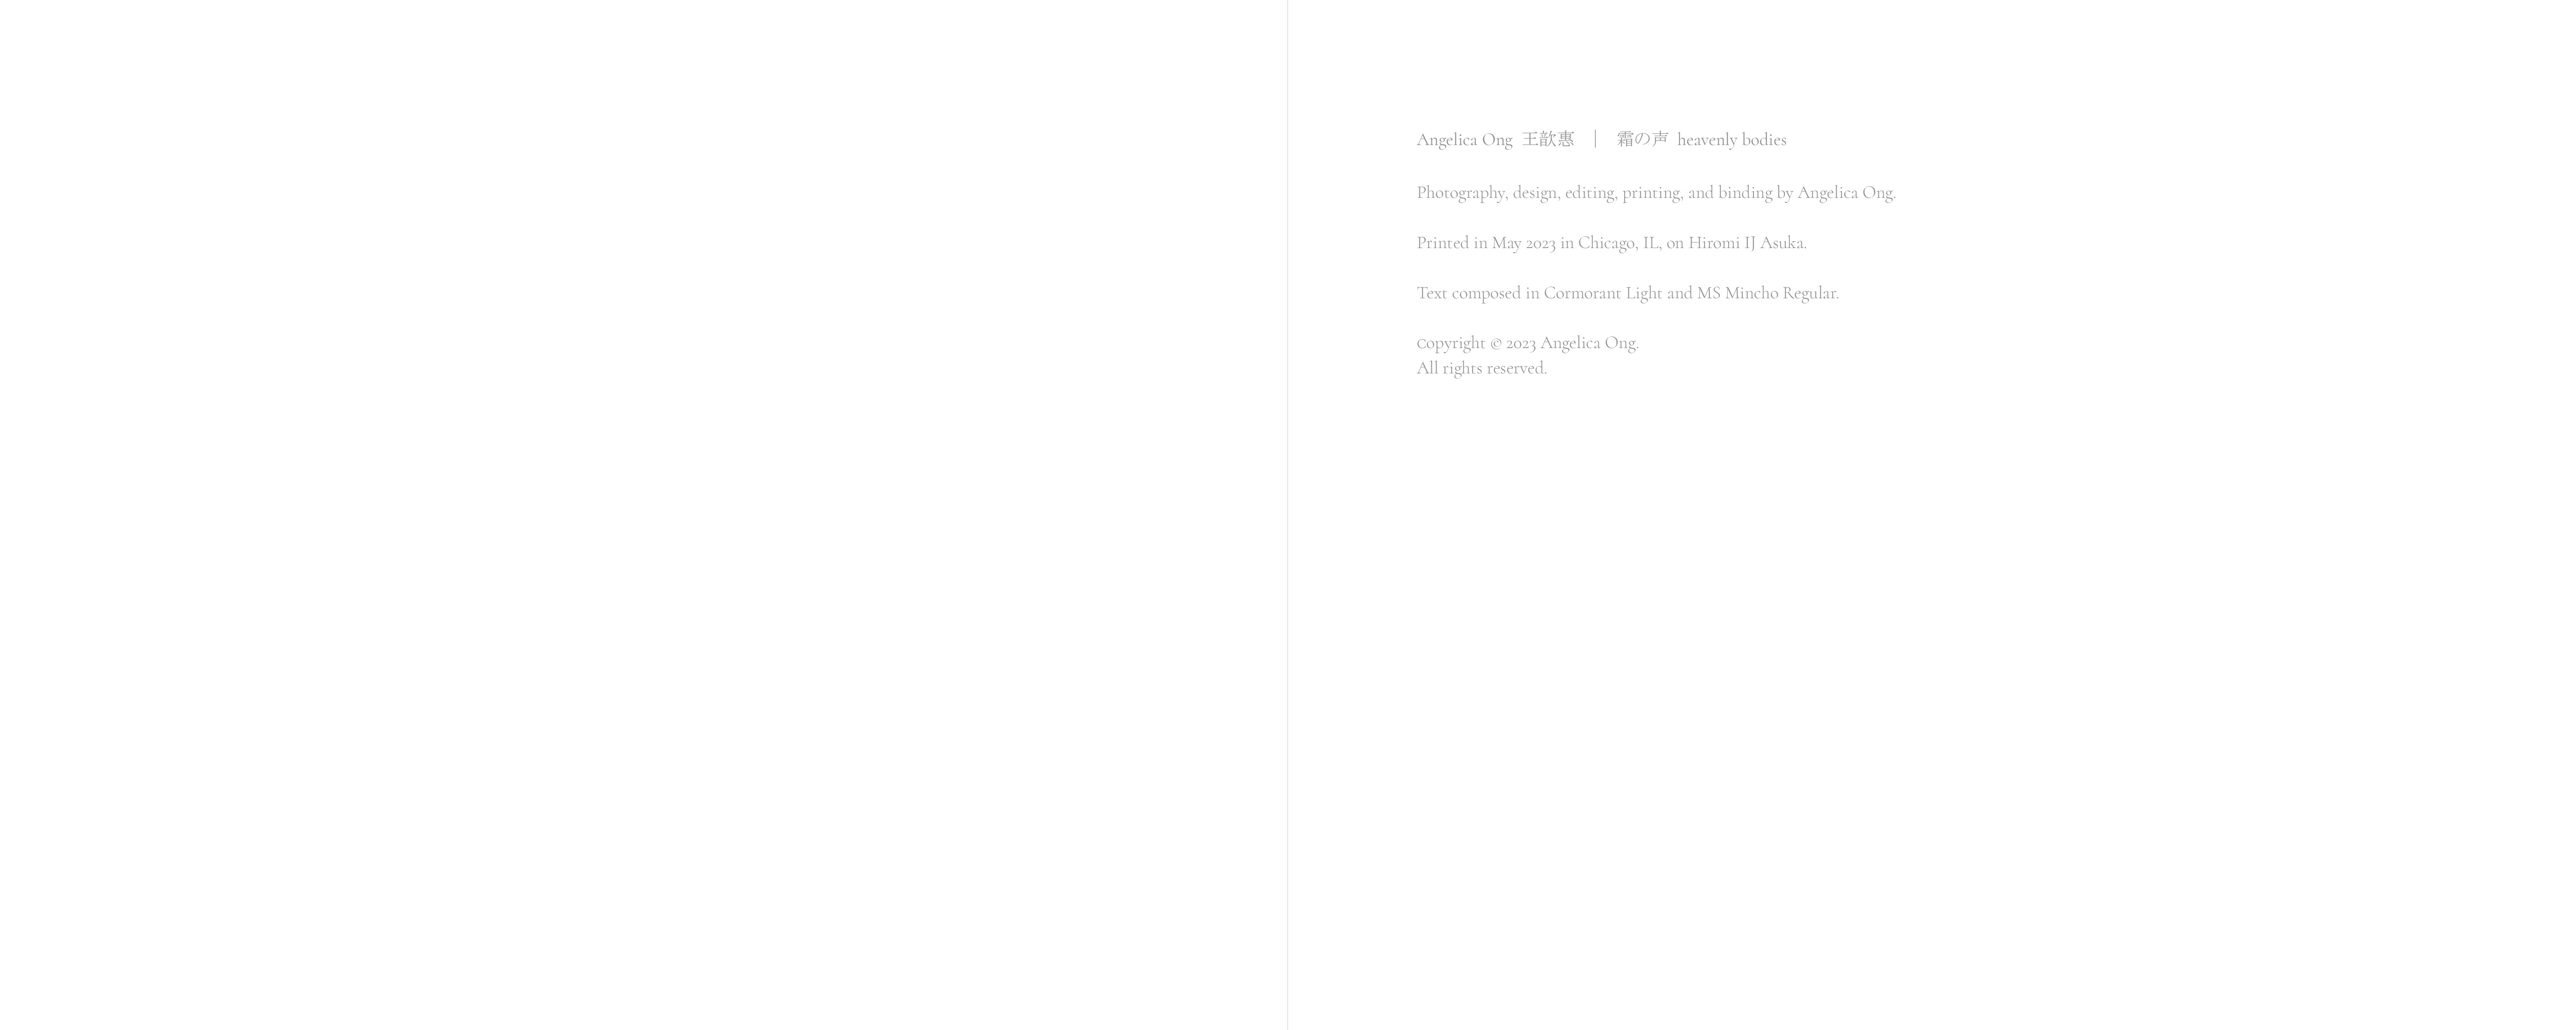 Angelica Ong 王歆惠 | 霜の声 heavenly bodies
Photography, design, editing, printing, and binding by Angelica Ong.
Printed in May 2023 in Chicago, IL, on Hiromi IJ Asuka.
Text composed in Cormorant Light and MS Mincho Regular.
Copyright © 2023 Angelica Ong.
All rights reserved.